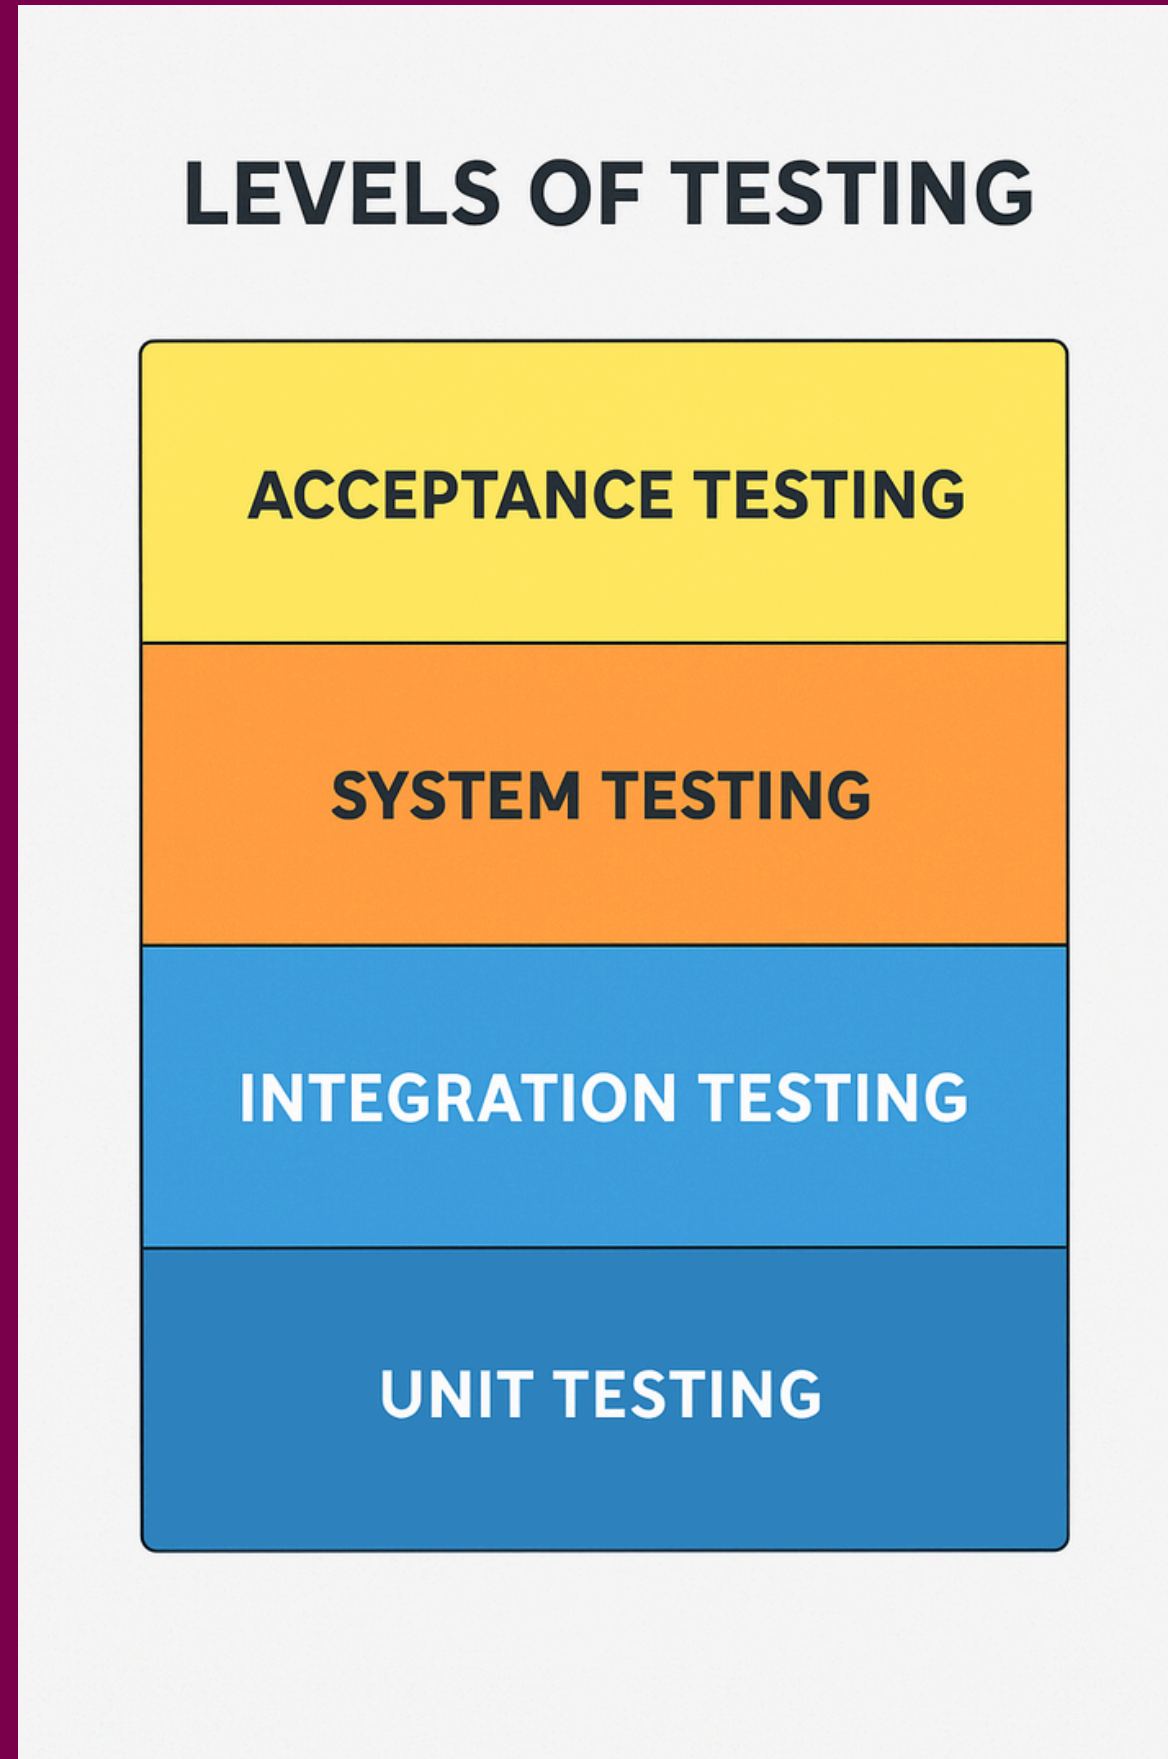 LEVELS OF TESTING
ACCEPTANCE TESTING
SYSTEM TESTING
INTEGRATION TESTING
UNIT TESTING